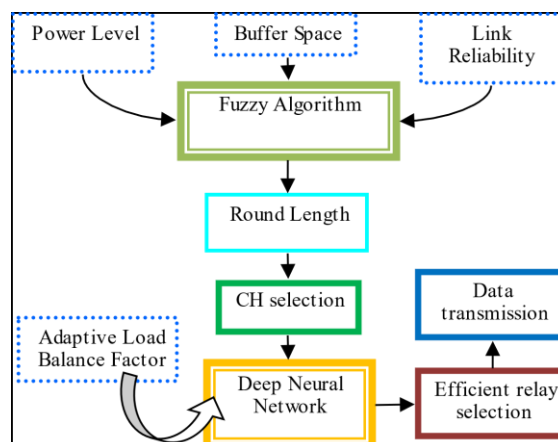 Power Level
Buffer Space
Link
Reliability
Fuzzy Algorithm
Round Length
CH selection
Data
transmission
Adaptive Load
Balance Factor
Deep Neural
Network
Efficient relay
selection